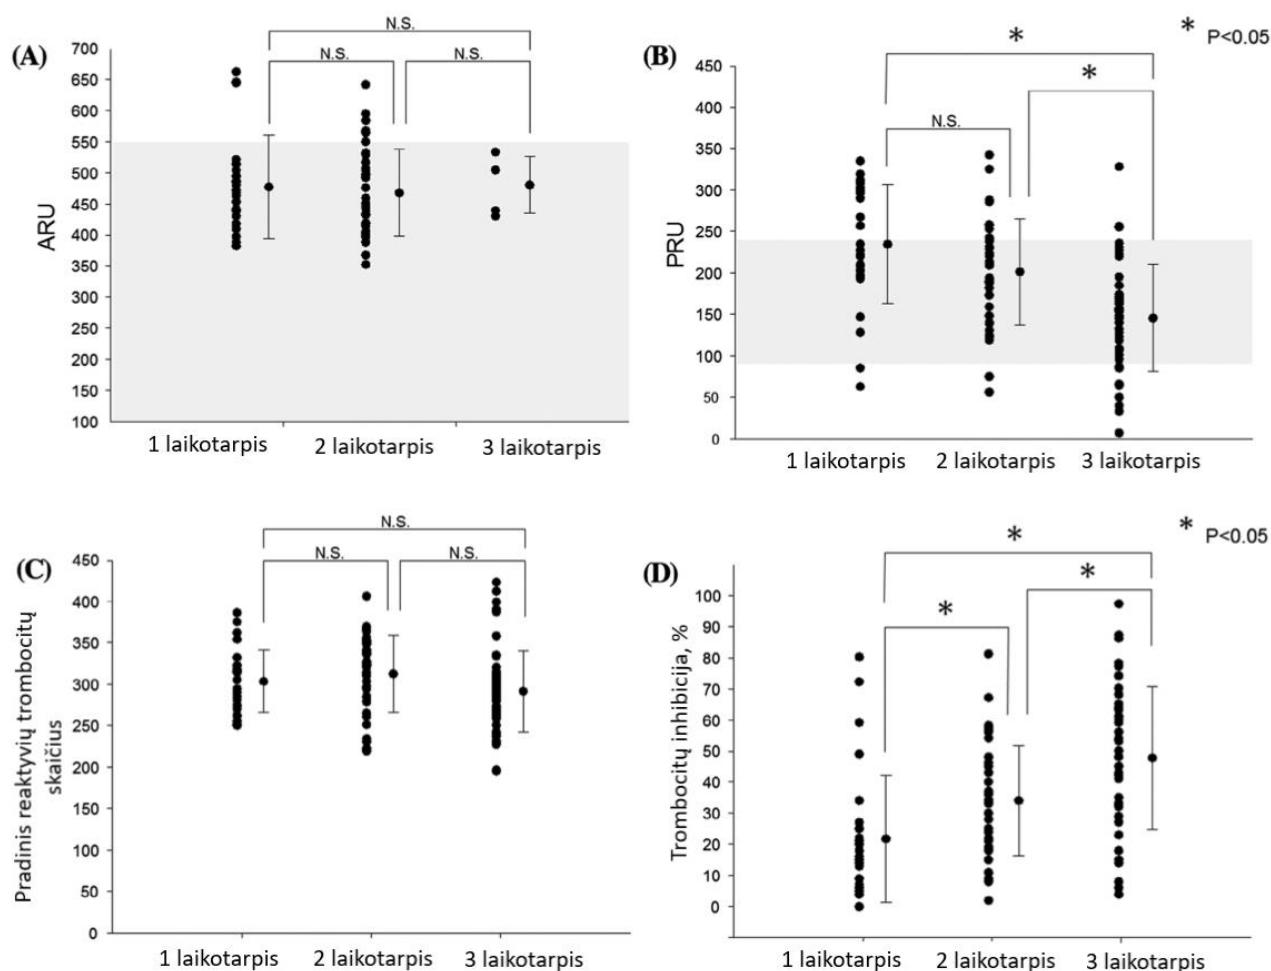 N.S.
N.S.
N.S.
(A)
700
650
600
550
500
450
400
350
300
250
200
150
100
ARU
1 laikotarpis
2 laikotarpis
3 laikotarpis
* P<0.05
*
*
N.S.
(B)
450
400
350
300
250
200
150
100
50
0
PRU
1 laikotarpis
2 laikotarpis
3 laikotarpis
N.S.
N.S.
N.S.
(C)
450
400
350
300
250
200
150
100
50
0
Pradinis reaktyvių trombocitų
skaičius
1 laikotarpis
2 laikotarpis
3 laikotarpis
* P<0.05
*
*
*
(D)
100
90
80
70
60
50
40
30
20
10
0
Trombocitų inhibicija, %
1 laikotarpis
2 laikotarpis
3 laikotarpis